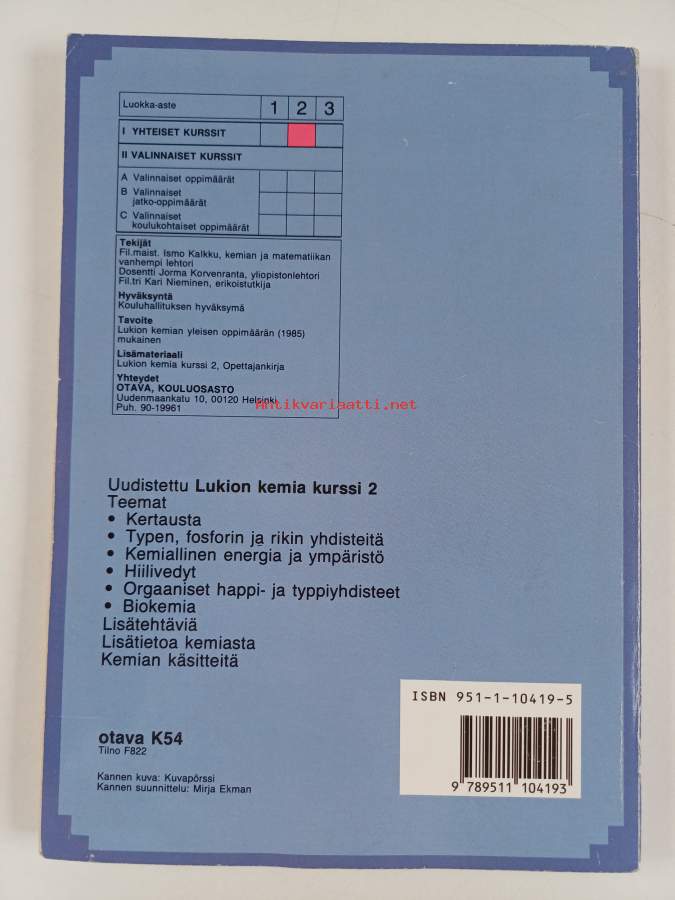 Luokka-aste 1 2 3
I YHTEISET KURSSIT
II VALINNAISET KURSSIT
A Valinnaiset oppimäärät
B Valinnaiset
jatko-oppimäärät
C Valinnaiset
koulukohtaiset oppimäärät
Tekijät
Fil.maist. Ismo Kalkku, kemian ja matematiikan
vanhempi lehtori
Dosentti Jorma Korvenranta, yliopistonlehtori
Fil.tri Kari Nieminen, erikoistutkija
Hyväksyntä
Kouluhallituksen hyväksymä
Tavoite
Lukion kemian yleisen oppimäärän (1985)
mukainen
Lisämateriaali
Lukion kemia kurssi 2, Opettajankirja
Yhteydet
OTAVA, KOULUOSASTO
Uudenmaankatu 10, 00120 Helsinki
Puh. 90-19961
Antikvariaatti.net
Uudistettu Lukion kemia kurssi 2
Teemat
• Kertausta
• Typen, fosforin ja rikin yhdisteitä
• Kemiallinen energia ja ympäristö
• Hiilivedyt
• Orgaaniset happi- ja typpiyhdisteet
• Biokemia
Lisätehtäviä
Lisätietoa kemiasta
Kemian käsitteitä
ISBN 951-1-10419-5
9 789511 104193
otava K54
Tilno F822
Kannen kuva: Kuvapörssi
Kannen suunnittelu: Mirja Ekman